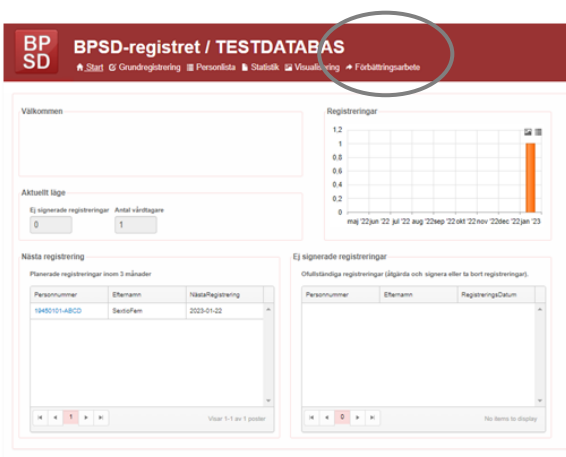 BP
SD
BPSD-registret / TESTDATABAS
Start Grundregistrering Personlista Statistik Visualisering Förbättringsarbete
Välkommen
Registreringar
1,2
1
0,8
0,6
0,4
0,2
0
maj '22 jun '22 jul '22 aug '22 sep '22 okt '22 nov '22 dec '22 jan '23
Aktuellt läge
Ej signerade registreringar Antal vårdtagare
0 1
Nästa registrering
Planerade registreringar inom 3 månader
Personnummer Efternamn NästaRegistrering
19450101-ABCD SextioFem 2023-01-22
1
Visar 1-1 av 1 poster
Ej signerade registreringar
Ofullständiga registreringar (åtgärda och signera eller ta bort registreringar).
Personnummer Efternamn RegistreringsDatum
0
No items to display